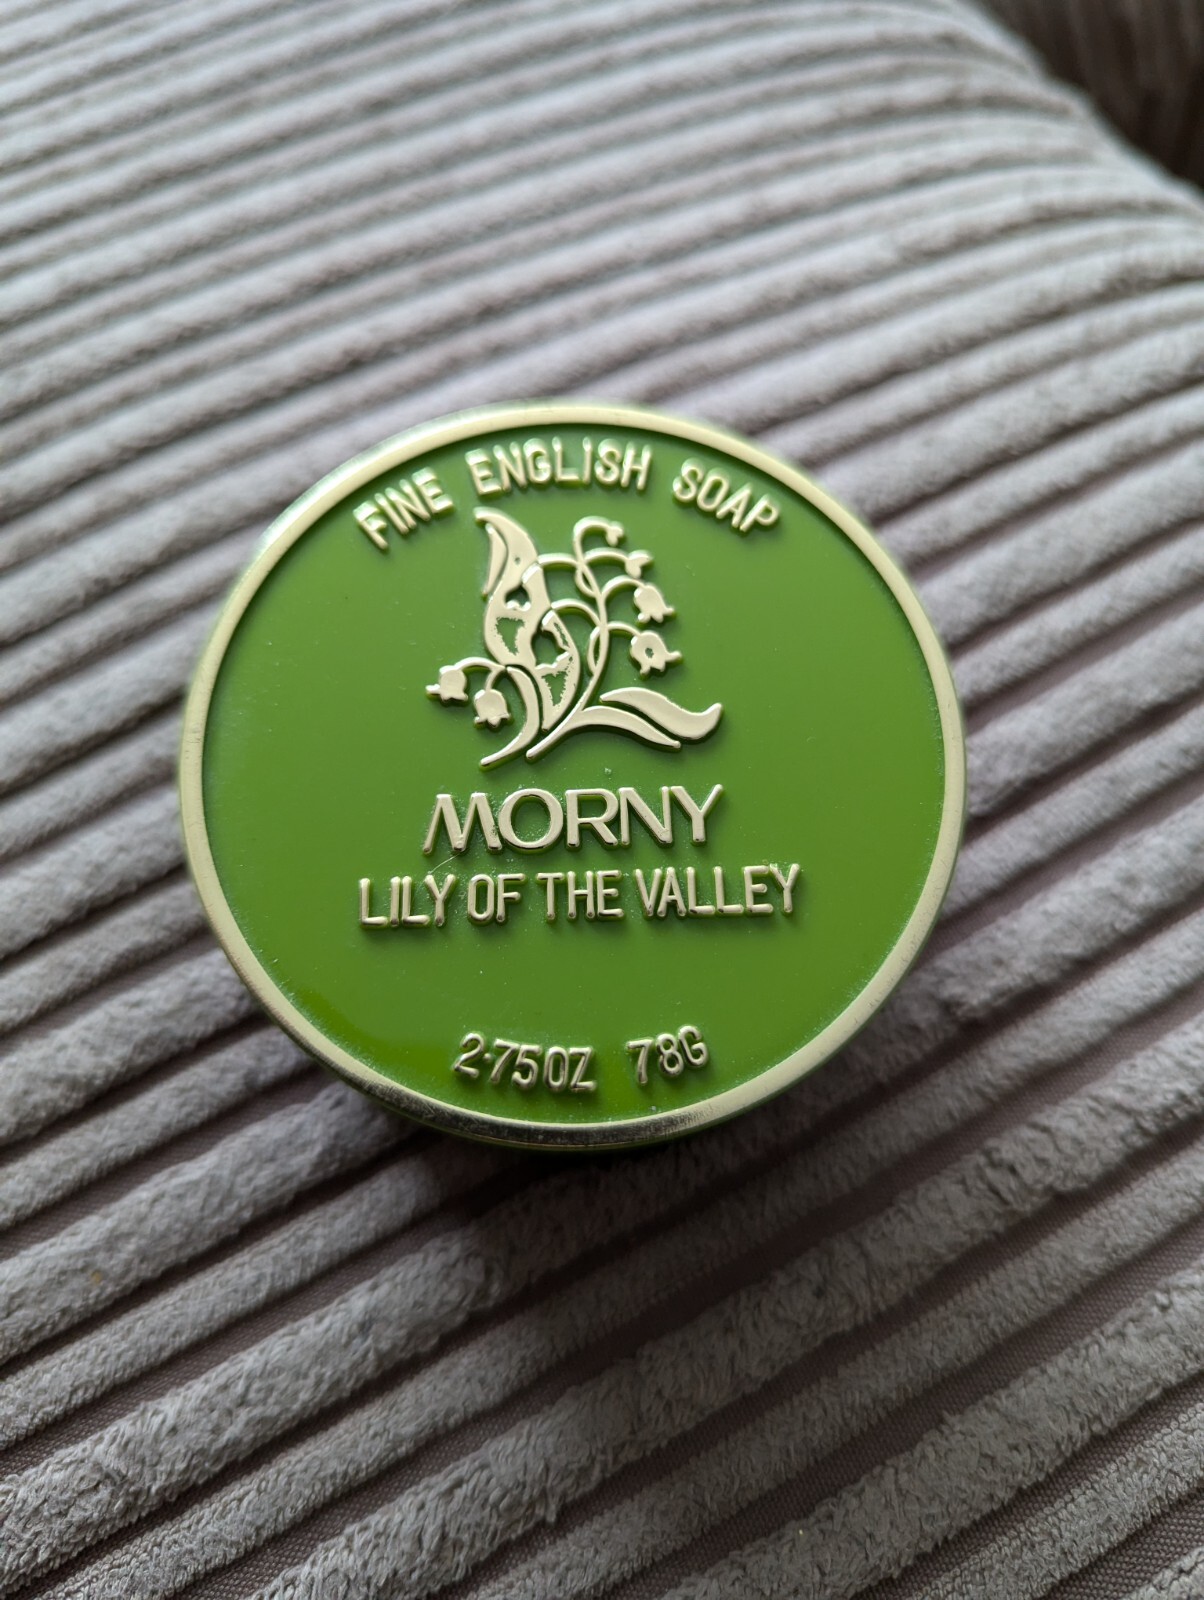 FINE ENGLISH SOAP
MORNY
LILY OF THE VALLEY
2·75OZ 78G